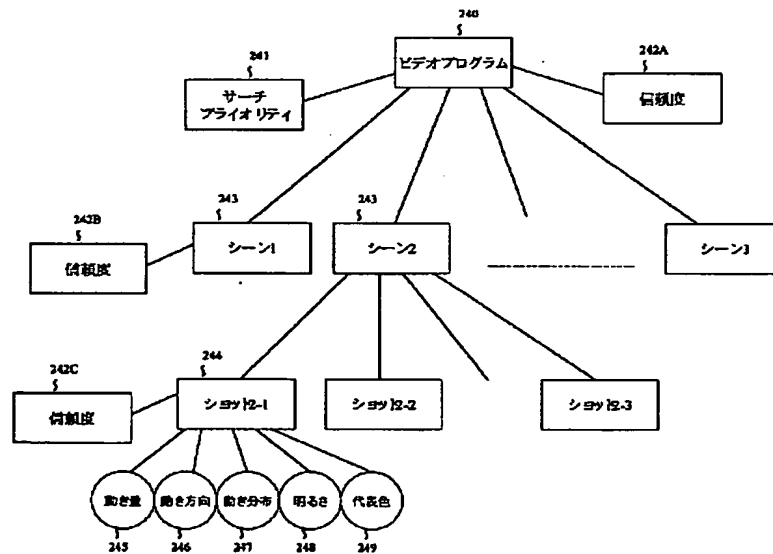 240
ビデオプログラム
241
サーチ
プライオリティ
242A
信頼度
242B
信頼度
243
シーン1
243
シーン2
シーン3
242C
信頼度
244
ショット2-1
ショット2-2
ショット2-3
動き量
動き方向
動き分布
明るさ
代表色
245
246
247
248
249